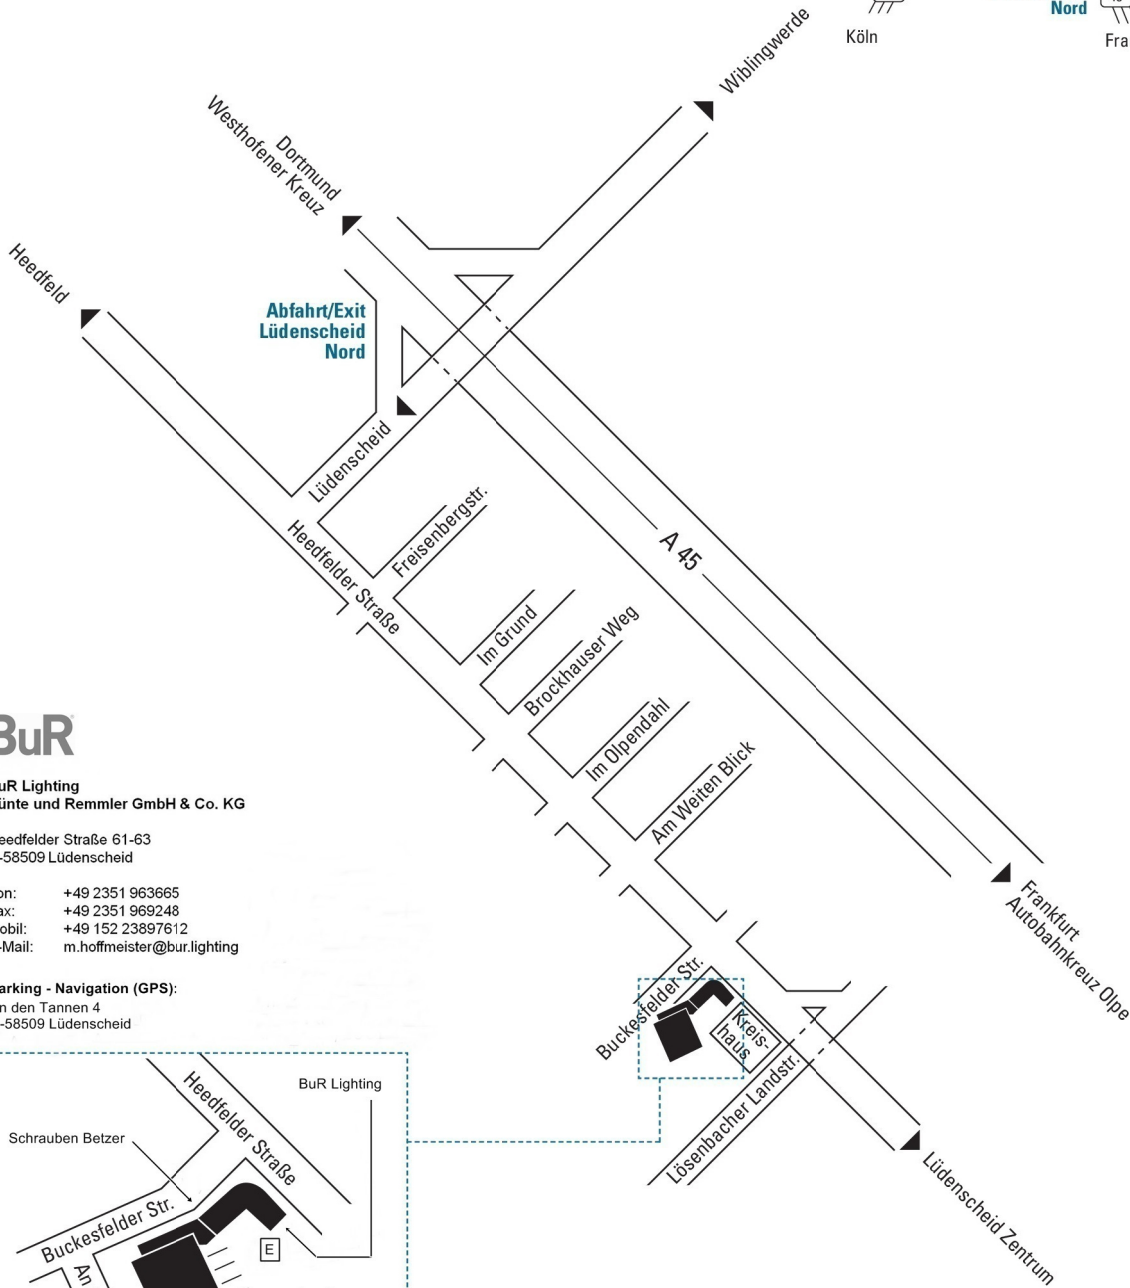 Nord
Köln
Fra
Wiblingwerde
Dortmund
Westhofener Kreuz
Heedfeld
Abfahrt/Exit
Lüdenscheid
Nord
Lüdenscheid
Freisenbergstr.
Heedfelder Straße
A 45
Im Grund
Brockhauser Weg
Im Olpendahl
Am Weiten Blick
Frankfurt
Autobahnkreuz Olpe
Buckesfelder Str.
Kreis-
haus
Lösenbacher Landstr.
Lüdenscheid Zentrum
BuR
uR Lighting
ünte und Remmler GmbH & Co. KG
eedfelder Straße 61-63
-58509 Lüdenscheid
on: +49 2351 963665
ax: +49 2351 969248
obil: +49 152 23897612
-Mail: m.hoffmeister@bur.lighting
arking - Navigation (GPS):
n den Tannen 4
-58509 Lüdenscheid
BuR Lighting
Heedfelder Straße
Schrauben Betzer
Buckesfelder Str.
E
An